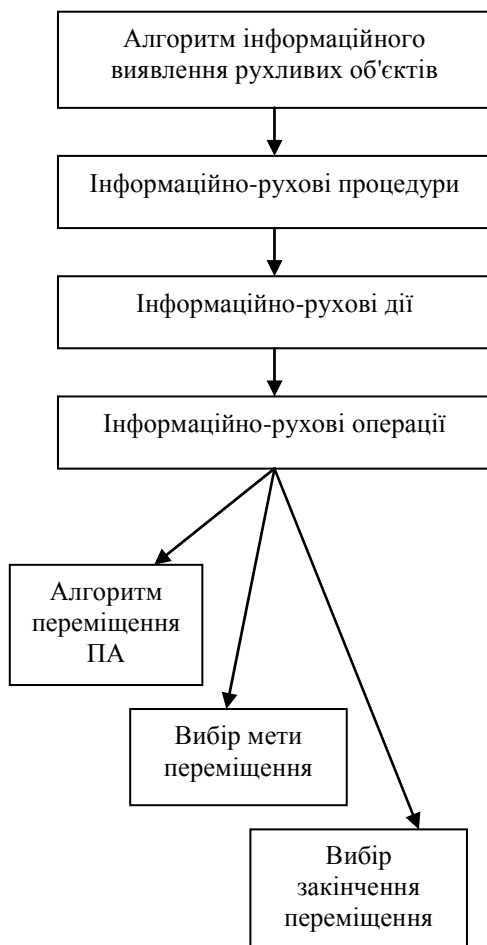 Алгоритм інформаційного
виявлення рухливих об'єктів
Інформаційно-рухові процедури
Інформаційно-рухові дії
Інформаційно-рухові операції
Алгоритм
переміщення
ПА
Вибір мети
переміщення
Вибір
закінчення
переміщення